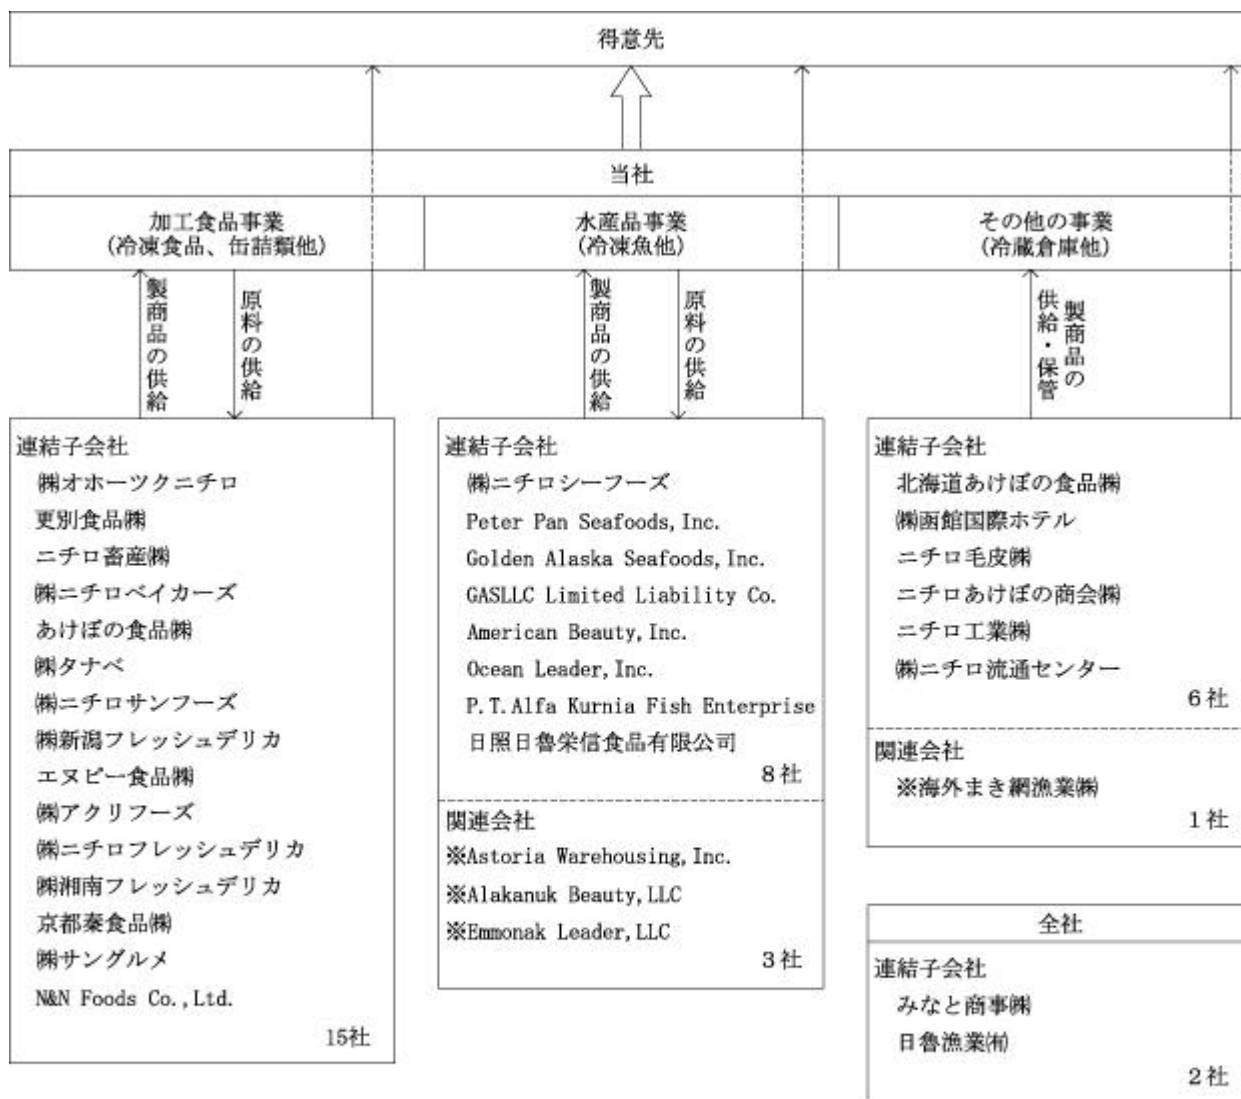 得意先
当社
加工食品事業
(冷凍食品、缶詰類他)
水産品事業
(冷凍魚他)
その他の事業
(冷蔵倉庫他)
製商品の供給
原料の供給
製商品の供給
原料の供給
製商品の
供給・保管
連結子会社
㈱オホーツクニチロ
更別食品㈱
ニチロ畜産㈱
㈱ニチロベイカーズ
あけぼの食品㈱
㈱タナベ
㈱ニチロサンフーズ
㈱新潟フレッシュデリカ
エヌピー食品㈱
㈱アクリフーズ
㈱ニチロフレッシュデリカ
㈱湘南フレッシュデリカ
京都秦食品㈱
㈱サングルメ
N&N Foods Co.,Ltd.
15社
連結子会社
㈱ニチロシーフーズ
Peter Pan Seafoods,Inc.
Golden Alaska Seafoods,Inc.
GASLLC Limited Liability Co.
American Beauty,Inc.
Ocean Leader,Inc.
P.T.Alfa Kurnia Fish Enterprise
日照日魯栄信食品有限公司
8社
関連会社
※Astoria Warehousing,Inc.
※Alakanuk Beauty,LLC
※Emmonak Leader,LLC
3社
連結子会社
北海道あけぼの食品㈱
㈱函館国際ホテル
ニチロ毛皮㈱
ニチロあけぼの商会㈱
ニチロ工業㈱
㈱ニチロ流通センター
6社
関連会社
※海外まき網漁業㈱
1社
全社
連結子会社
みなと商事㈱
日魯漁業㈲
2社